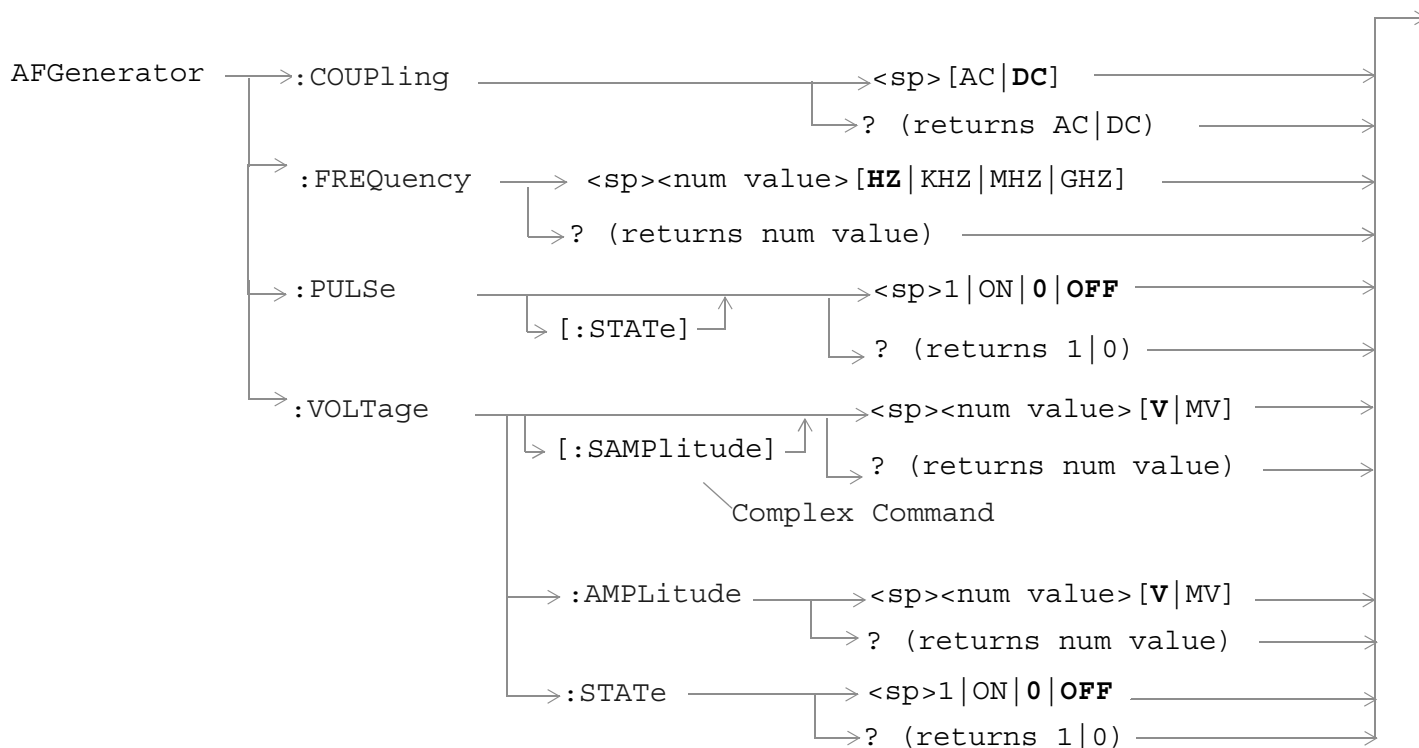 AFGenerator
:COUPling <sp>[AC|DC]
? (returns AC|DC)
:FREQuency <sp><num value>[HZ|KHZ|MHZ|GHZ]
? (returns num value)
:PULSe <sp>1|ON|0|OFF
[:STATe]
? (returns 1|0)
:VOLTage <sp><num value>[V|MV]
[:SAMPlitude]
? (returns num value)
Complex Command
:AMPLitude <sp><num value>[V|MV]
? (returns num value)
:STATe <sp>1|ON|0|OFF
? (returns 1|0)